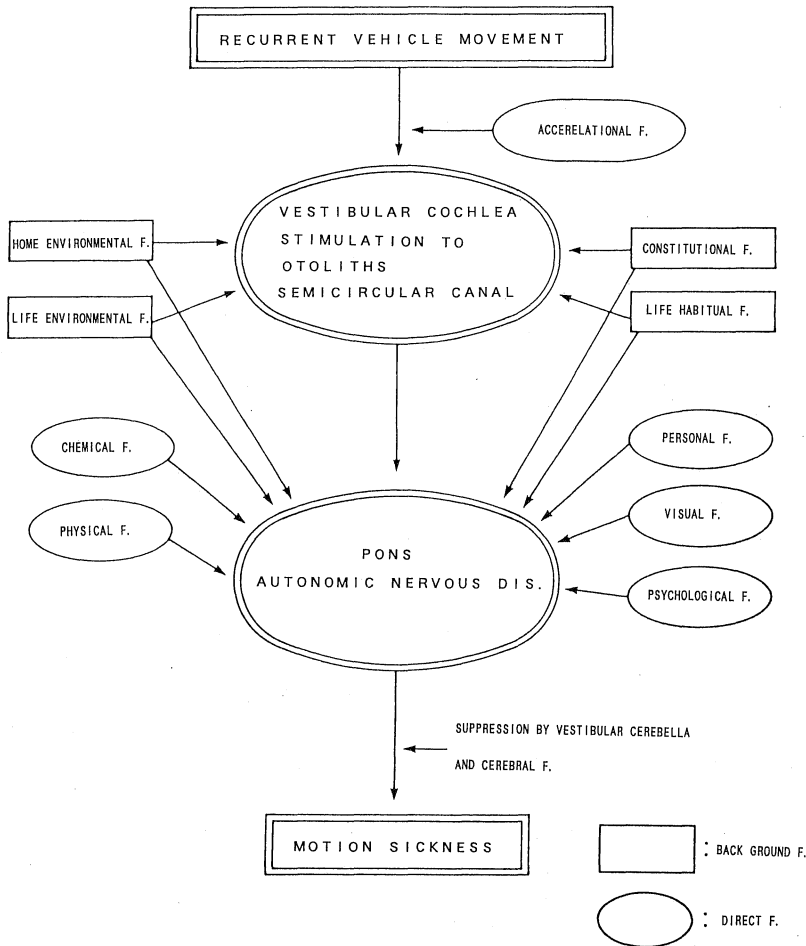 RECURRENT VEHICLE MOVEMENT
ACCERELATIONAL F.
VESTIBULAR COCHLEA
STIMULATION TO
OTOLITHS
SEMICIRCULAR CANAL
HOME ENVIRONMENTAL F.
CONSTITUTIONAL F.
LIFE ENVIRONMENTAL F.
LIFE HABITUAL F.
CHEMICAL F.
PERSONAL F.
PHYSICAL F.
VISUAL F.
PONS
AUTONOMIC NERVOUS DIS.
PSYCHOLOGICAL F.
SUPPRESSION BY VESTIBULAR CEREBELLA
AND CEREBRAL F.
MOTION SICKNESS
: BACK GROUND F.
: DIRECT F.